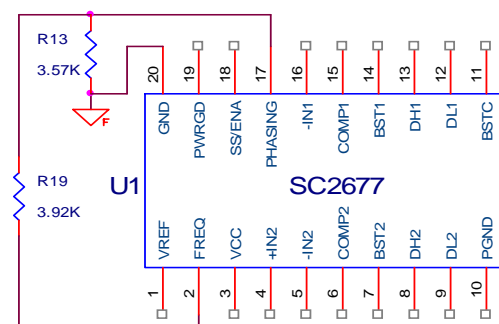 R13
3.57K
20 19 18 17 16 15 14 13 12 11
F
GND PWRGD SS/ENA PHASING -IN1 COMP1 BST1 DH1 DL1 BSTC
R19
3.92K
U1 SC2677
VREF FREQ VCC +IN2 -IN2 COMP2 BST2 DH2 DL2 PGND
1 2 3 4 5 6 7 8 9 10